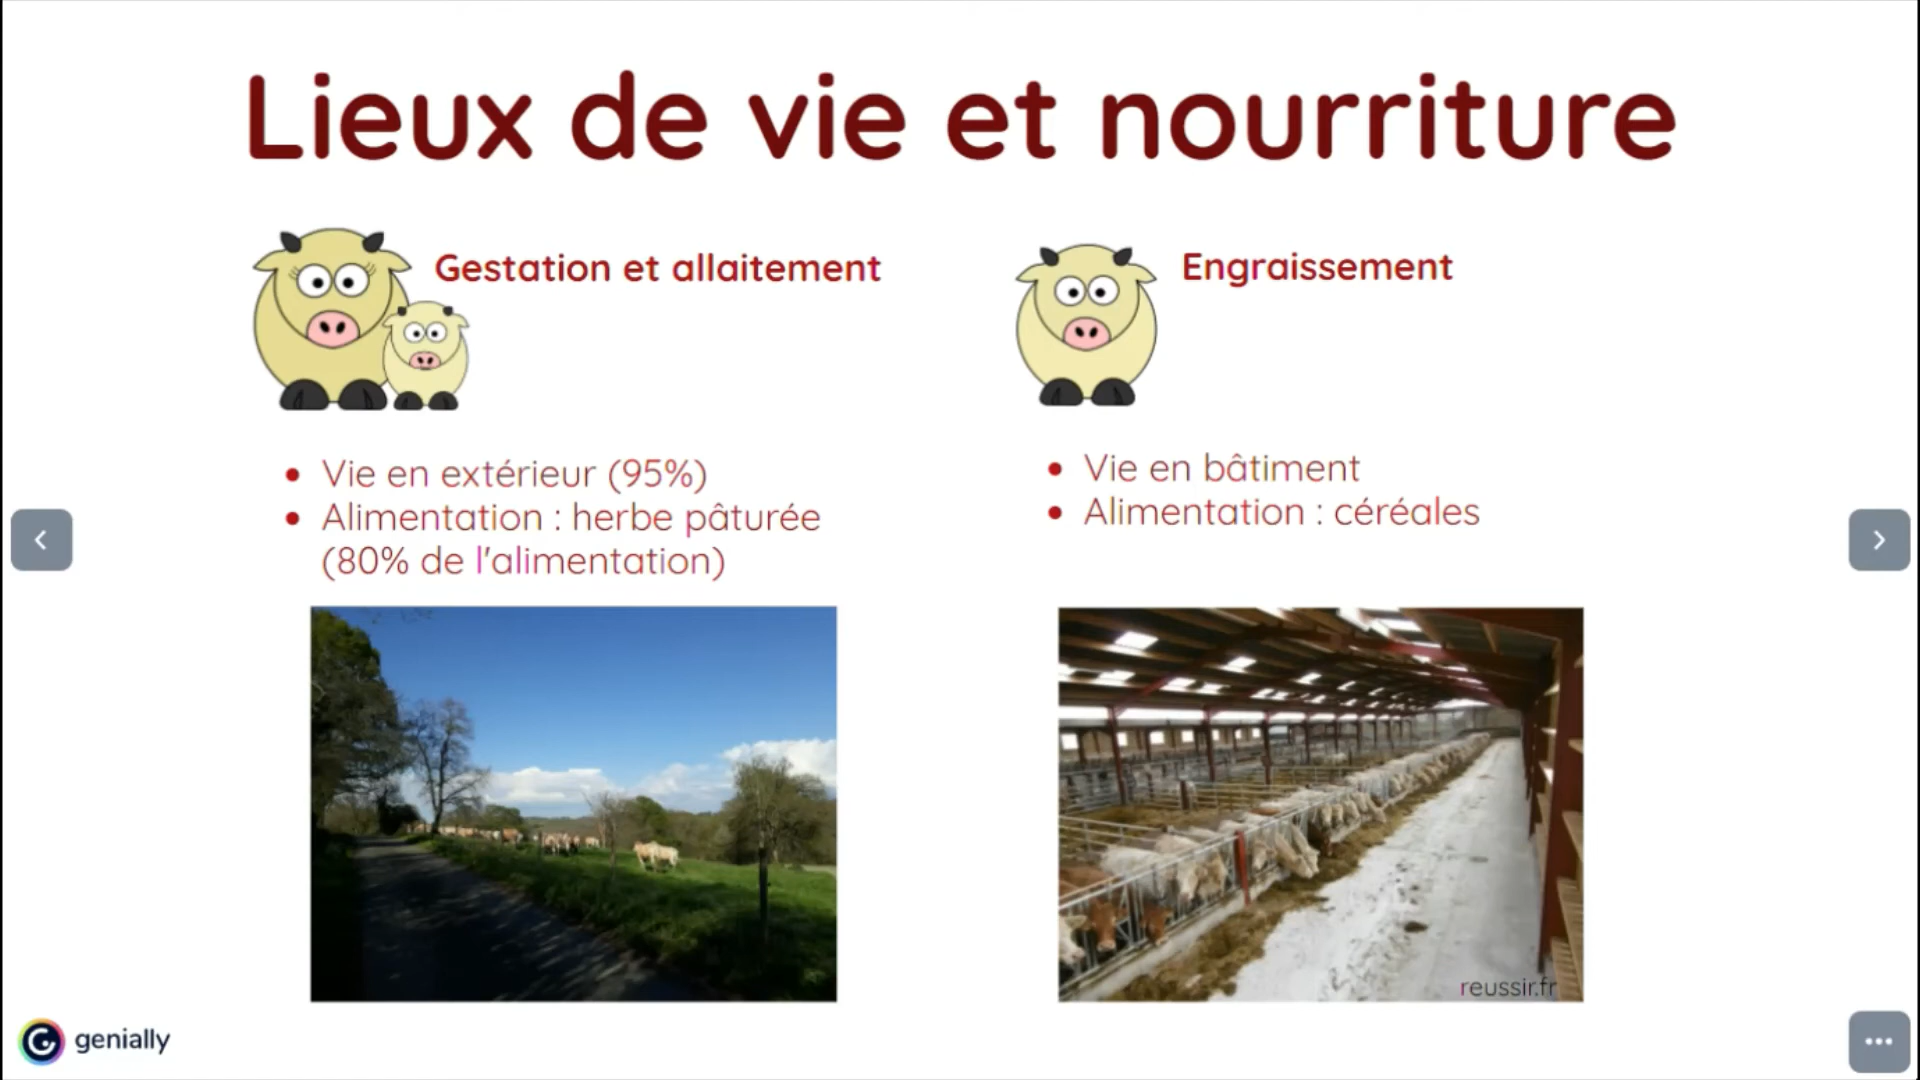 Lieux de vie et nourriture
Gestation et allaitement
• Vie en extérieur (95%)
• Alimentation : herbe pâturée
(80% de l'alimentation)
Engraissement
• Vie en bâtiment
• Alimentation : céréales
reussir.fr
genially